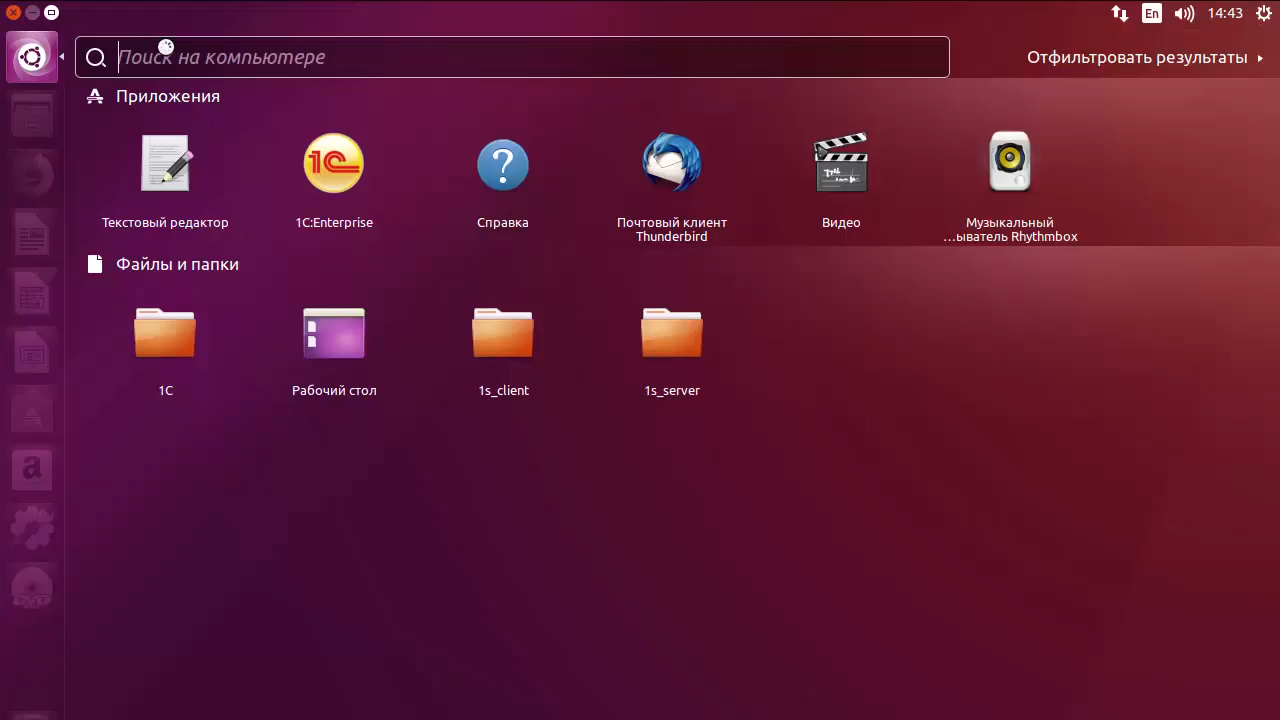 En
14:43
Поиск на компьютере
Отфильтровать результаты
Приложения
Текстовый редактор
1C:Enterprise
Справка
Почтовый клиент
Thunderbird
Видео
Музыкальный
…ыватель Rhythmbox
Файлы и папки
1C
Рабочий стол
1s_client
1s_server